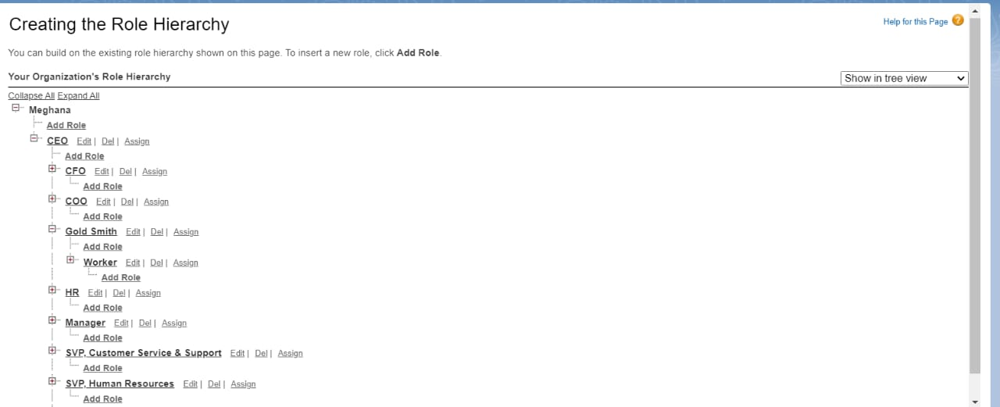 Creating the Role Hierarchy
Help for this Page ?
You can build on the existing role hierarchy shown on this page. To insert a new role, click Add Role.
Your Organization's Role Hierarchy
Show in tree view
Collapse All Expand All
Meghana
Add Role
CEO Edit | Del | Assign
Add Role
CFO Edit | Del | Assign
Add Role
COO Edit | Del | Assign
Add Role
Gold Smith Edit | Del | Assign
Add Role
Worker Edit | Del | Assign
Add Role
HR Edit | Del | Assign
Add Role
Manager Edit | Del | Assign
Add Role
SVP, Customer Service & Support Edit | Del | Assign
Add Role
SVP, Human Resources Edit | Del | Assign
Add Role